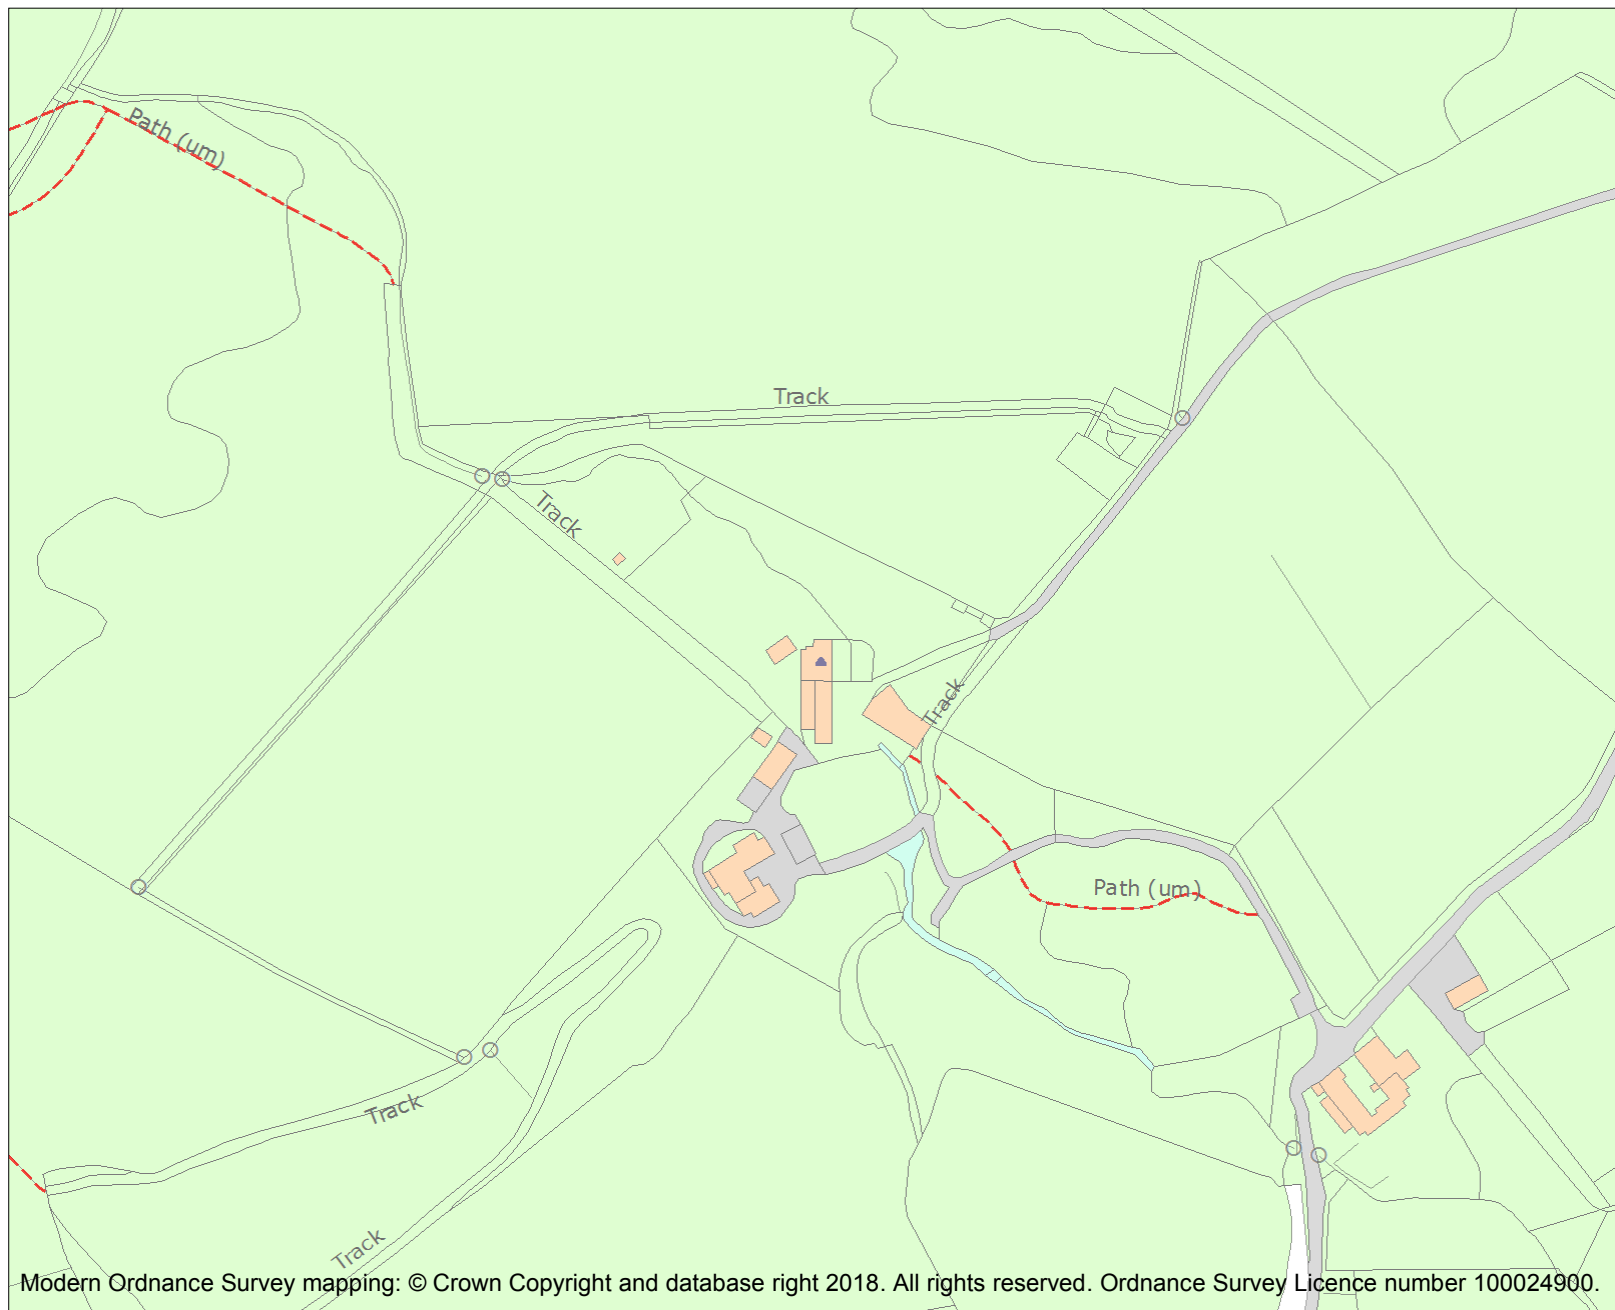 Path (um)
Track
Track
Track
Path (um)
Track
Track
Modern Ordnance Survey mapping: © Crown Copyright and database right 2018. All rights reserved. Ordnance Survey Licence number 100024900.